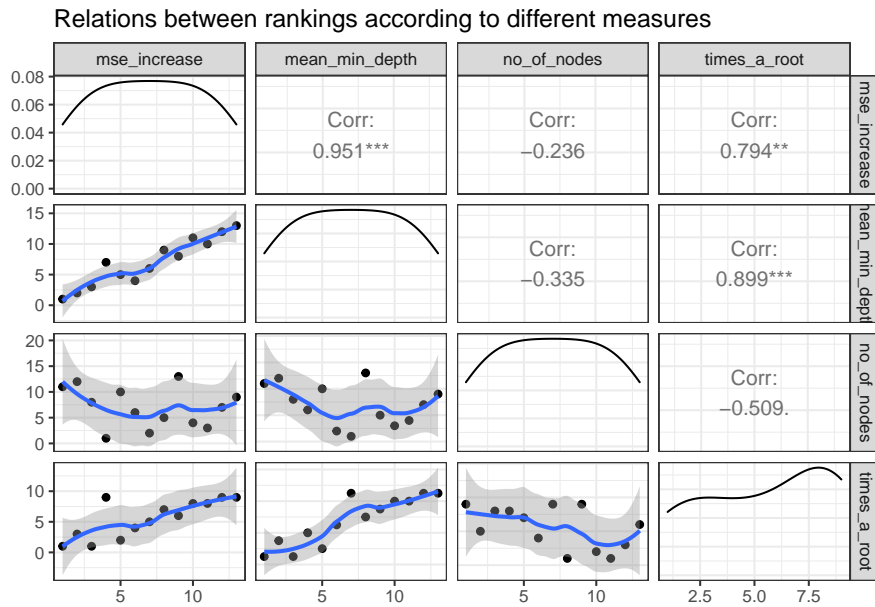 Relations between rankings according to different measures
mse_increase mean_min_depth no_of_nodes times_a_root
0.08
0.06
0.04
0.02
0.00
Corr:
0.951***
Corr:
−0.236
Corr:
0.794**
mse_increase
15
10
5
0
Corr:
−0.335
Corr:
0.899***
mean_min_depth
20
15
10
5
0
Corr:
−0.509.
no_of_nodes
10
5
0
times_a_root
5 10 5 10 5 10 2.5 5.0 7.5